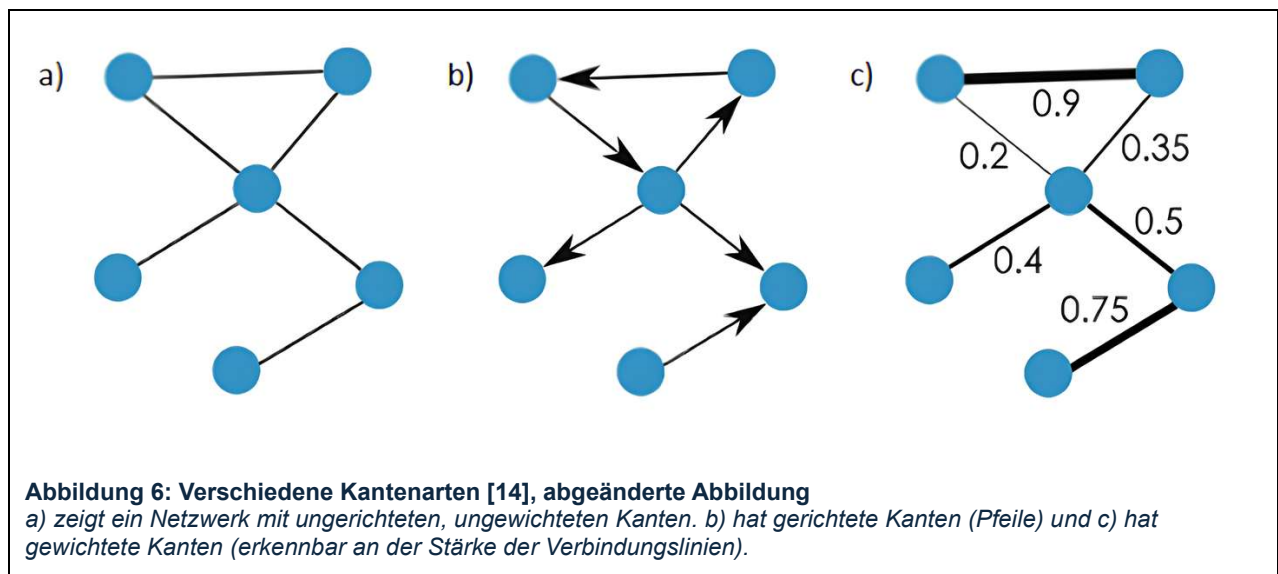 a)
b)
c)
0.9
0.2
0.35
0.5
0.4
0.75
Abbildung 6: Verschiedene Kantenarten [14], abgeänderte Abbildung
a) zeigt ein Netzwerk mit ungerichteten, ungewichteten Kanten. b) hat gerichtete Kanten (Pfeile) und c) hat
gewichtete Kanten (erkennbar an der Stärke der Verbindungslinien).